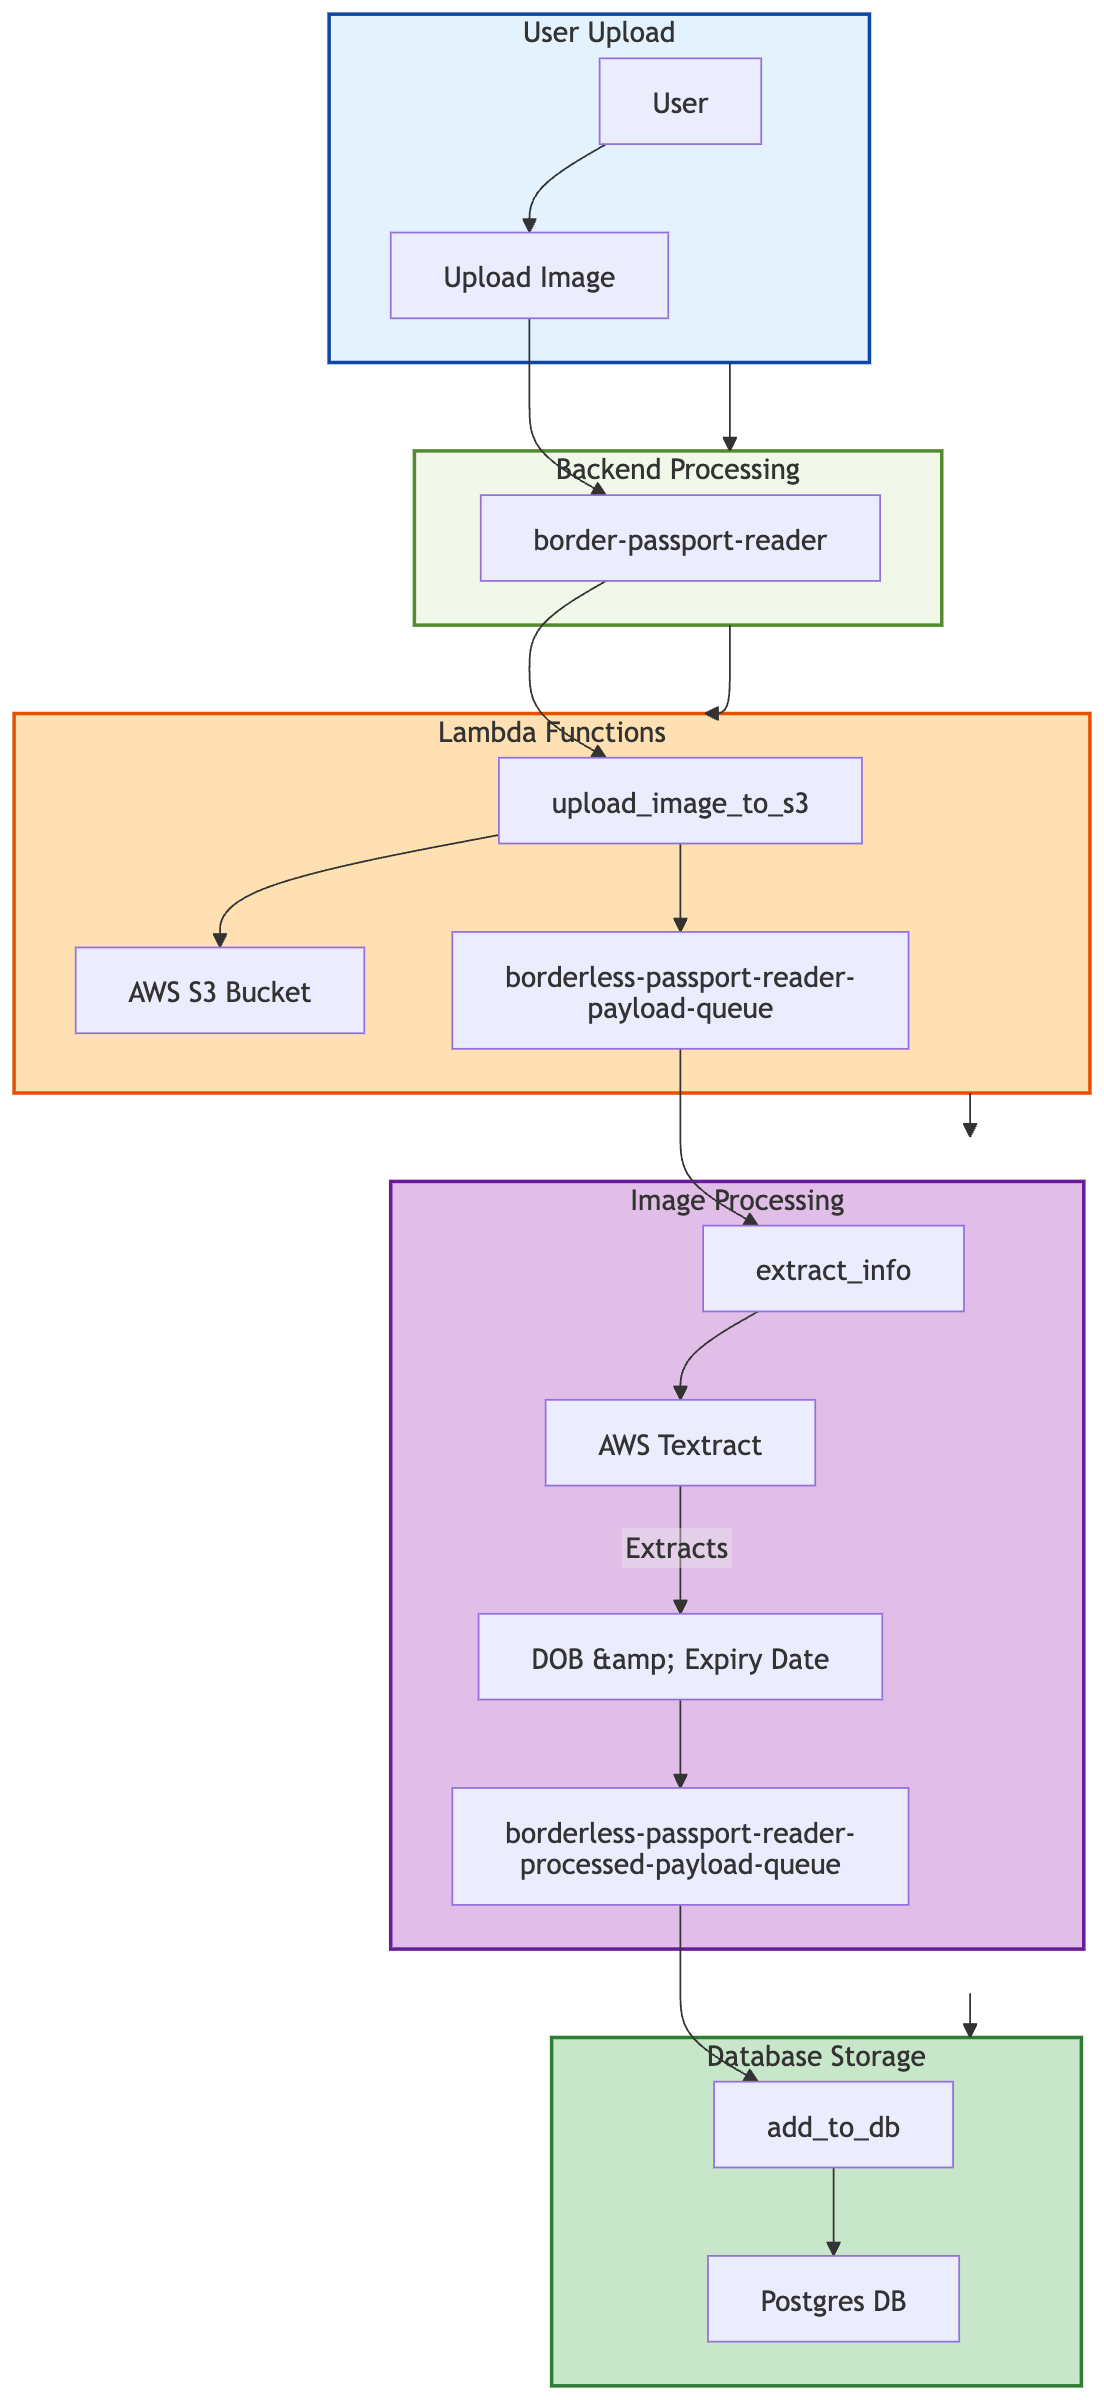 User Upload
User
Upload Image
Backend Processing
border-passport-reader
Lambda Functions
upload_image_to_s3
AWS S3 Bucket
borderless-passport-reader-
payload-queue
Image Processing
extract_info
AWS Textract
Extracts
DOB &amp; Expiry Date
borderless-passport-reader-
processed-payload-queue
Database Storage
add_to_db
Postgres DB